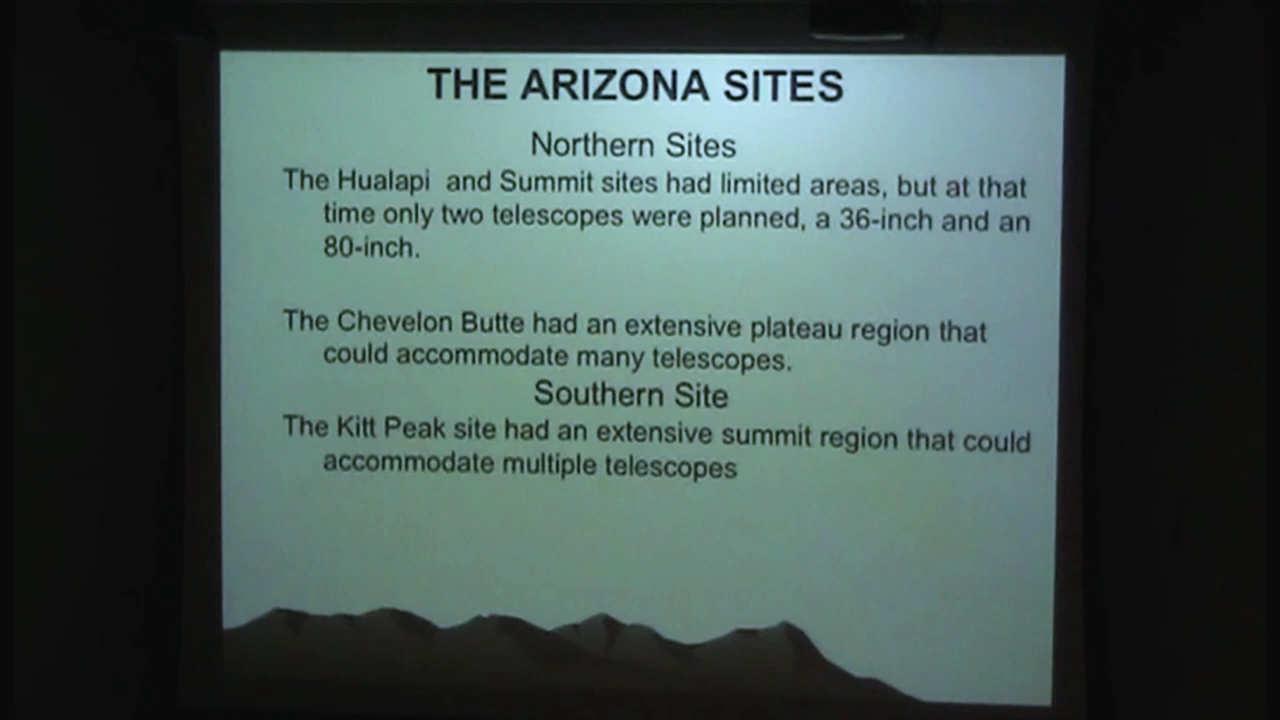 THE ARIZONA SITES
Northern Sites
The Hualapi and Summit sites had limited areas, but at that
time only two telescopes were planned, a 36-inch and an
80-inch.
The Chevelon Butte had an extensive plateau region that
could accommodate many telescopes.
Southern Site
The Kitt Peak site had an extensive summit region that could
accommodate multiple telescopes